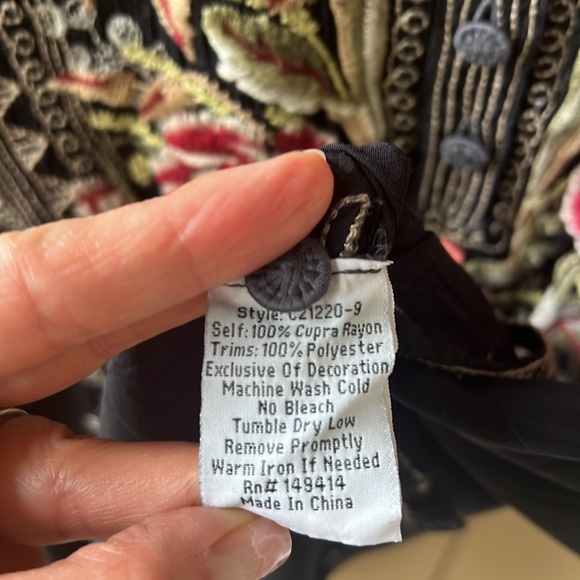 Style: C21220-9
Self: 100% Cupra Rayon
Trims: 100% Polyester
Exclusive Of Decoration
Machine Wash Cold
No Bleach
Tumble Dry Low
Remove Promptly
Warm Iron If Needed
Rn# 149414
Made In China